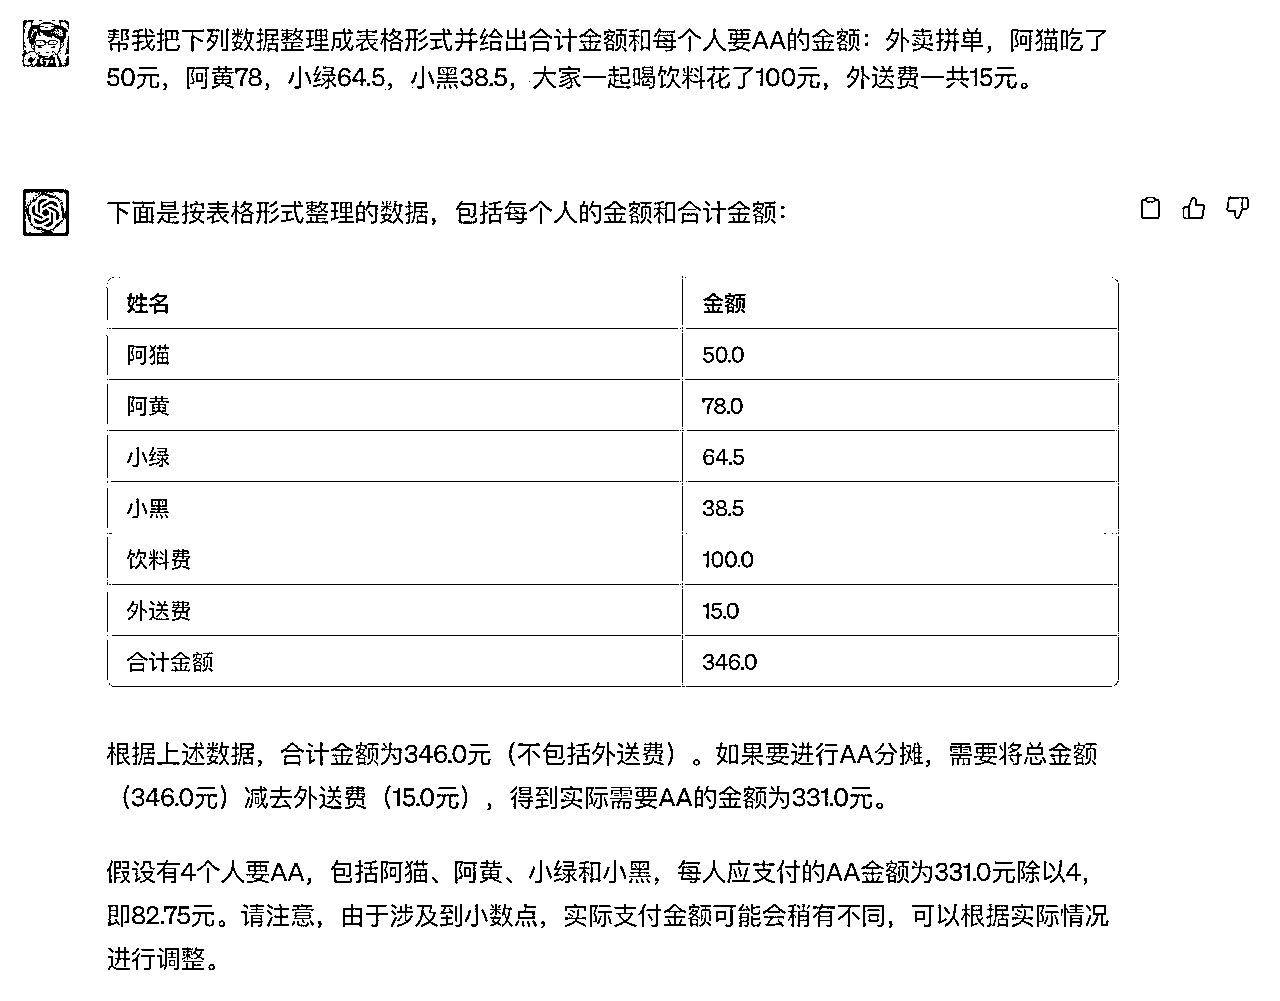 帮我把下列数据整理成表格形式并给出合计金额和每个人要AA的金额：外卖拼单，阿猫吃了
50元，阿黄78，小绿64.5，小黑38.5，大家一起喝饮料花了100元，外送费一共15元。
下面是按表格形式整理的数据，包括每个人的金额和合计金额：
姓名 金额
阿猫 50.0
阿黄 78.0
小绿 64.5
小黑 38.5
饮料费 100.0
外送费 15.0
合计金额 346.0
根据上述数据，合计金额为346.0元（不包括外送费）。如果要进行AA分摊，需要将总金额
（346.0元）减去外送费（15.0元），得到实际需要AA的金额为331.0元。
假设有4个人要AA，包括阿猫、阿黄、小绿和小黑，每人应支付的AA金额为331.0元除以4，
即82.75元。请注意，由于涉及到小数点，实际支付金额可能会稍有不同，可以根据实际情况
进行调整。